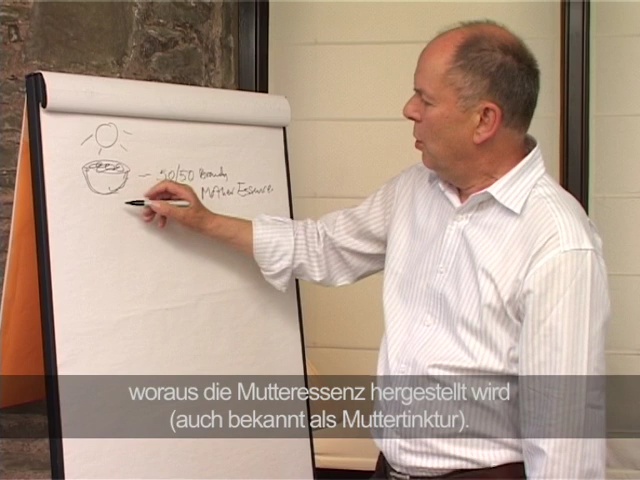 50/50 Brandy
Mother Essence
woraus die Mutteressenz hergestellt wird
(auch bekannt als Muttertinktur).